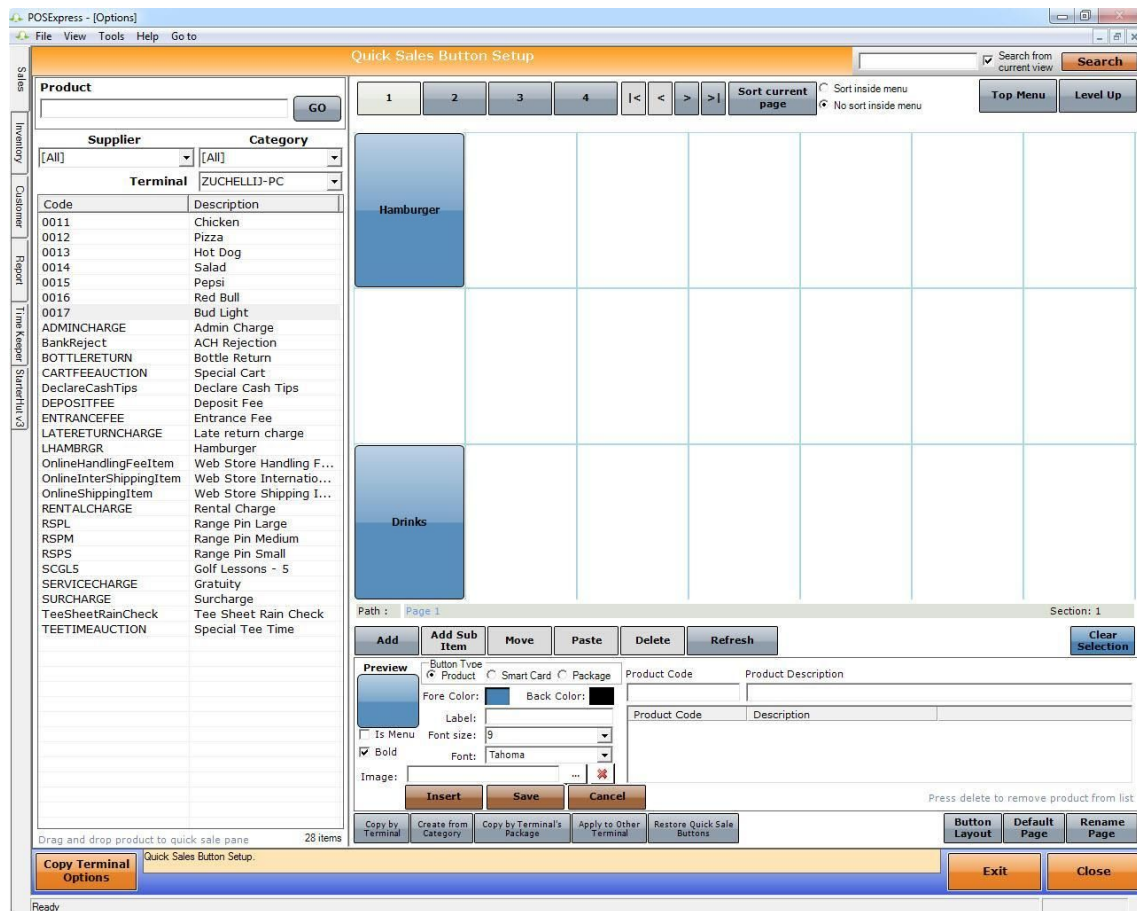 POSExpress - [Options]
File View Tools Help Go to
Quick Sales Button Setup
Search from current view
Search
Sales
Inventory
Customer
Report
Time Keeper
StarterHut v3
Product
GO
Supplier Category
[All] [All]
Terminal ZUCHELLIJ-PC
Code Description
0011 Chicken
0012 Pizza
0013 Hot Dog
0014 Salad
0015 Pepsi
0016 Red Bull
0017 Bud Light
ADMINCHARGE Admin Charge
BankReject ACH Rejection
BOTTLERETURN Bottle Return
CARTFEEAUCTION Special Cart
DeclareCashTips Declare Cash Tips
DEPOSITFEE Deposit Fee
ENTRANCEFEE Entrance Fee
LATERETURNCHARGE Late return charge
LHAMBRGR Hamburger
OnlineHandlingFeeItem Web Store Handling F...
OnlineInterShippingItem Web Store Internatio...
OnlineShippingItem Web Store Shipping I...
RENTALCHARGE Rental Charge
RSPL Range Pin Large
RSPM Range Pin Medium
RSPS Range Pin Small
SCGL5 Golf Lessons - 5
SERVICECHARGE Gratuity
SURCHARGE Surcharge
TeeSheetRainCheck Tee Sheet Rain Check
TEETIMEAUCTION Special Tee Time
Drag and drop product to quick sale pane 28 items
1 2 3 4 |< < > >| Sort current page
Sort inside menu
No sort inside menu
Top Menu Level Up
Hamburger
Drinks
Path : Page 1 Section: 1
Add Add Sub Item Move Paste Delete Refresh Clear Selection
Preview Button Type
Product Smart Card Package
Product Code Product Description
Fore Color: Back Color:
Label:
Product Code Description
Is Menu Font size: 9
Bold Font: Tahoma
Image: ...
Insert Save Cancel
Press delete to remove product from list
Copy by Terminal Create from Category Copy by Terminal's Package Apply to Other Terminal Restore Quick Sale Buttons
Button Layout Default Page Rename Page
Copy Terminal Options
Quick Sales Button Setup.
Exit Close
Ready